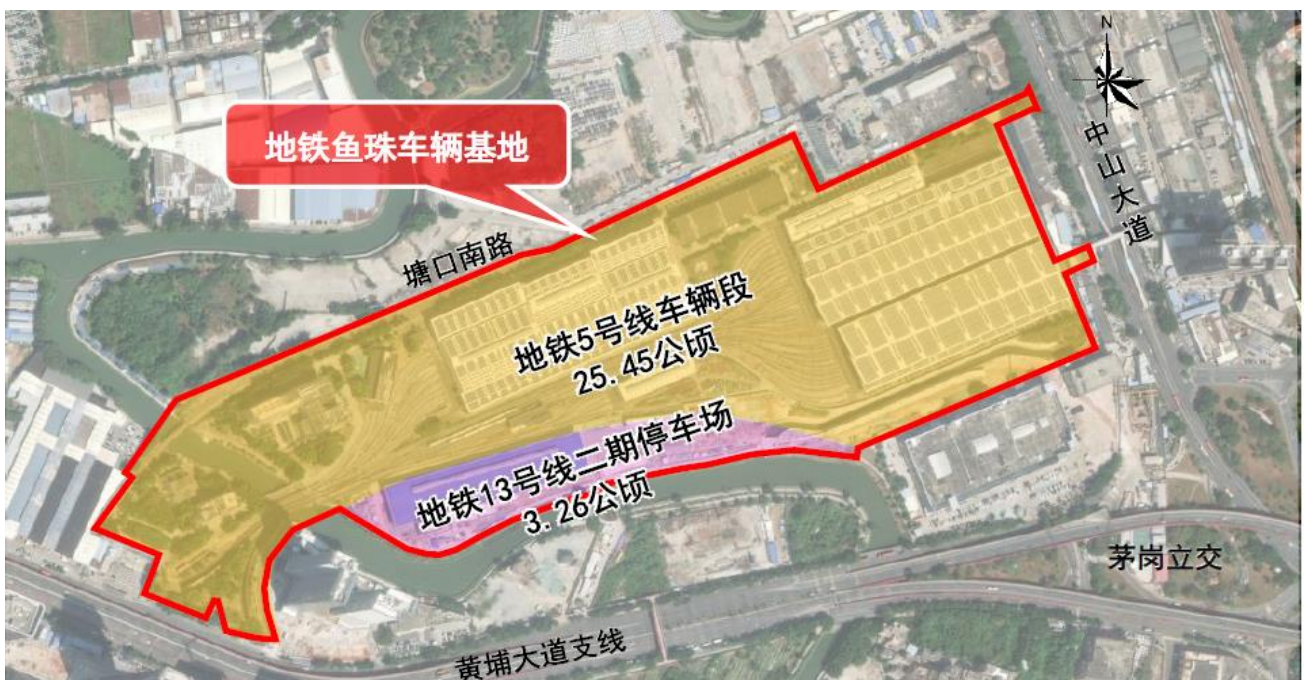 N
地铁鱼珠车辆基地
中山大道
塘口南路
地铁5号线车辆段
25.45公顷
地铁13号线二期停车场
3.26公顷
茅岗立交
黄埔大道支线